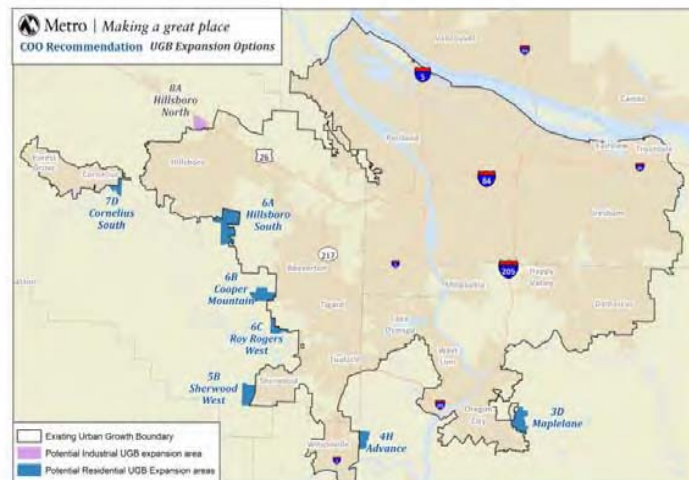 Metro | Making a great place
COO Recommendation UGB Expansion Options
Vancouver
5
Camas
8A
Hillsboro
North
Portland
Fairview
Troutdale
Forest
Grove
Cornelius
Hillsboro
26
84
7D
Cornelius
South
6A
Hillsboro
South
Gresham
217
Beaverton
205
6B
Cooper
Mountain
Milwaukie
Happy
Valley
Tigard
Damascus
6C
Roy Rogers
West
Lake
Oswego
Tualatin
West
Linn
5B
Sherwood
West
Sherwood
Oregon
City
3D
Maplelane
Wilsonville
4H
Advance
Existing Urban Growth Boundary
Potential Industrial UGB expansion area
Potential Residential UGB Expansion areas